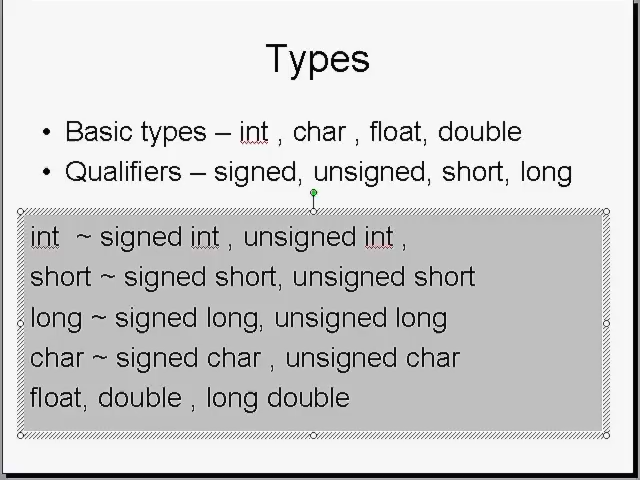 Types
• Basic types – int , char , float, double
• Qualifiers – signed, unsigned, short, long
int ~ signed int , unsigned int ,
short ~ signed short, unsigned short
long ~ signed long, unsigned long
char ~ signed char , unsigned char
float, double , long double